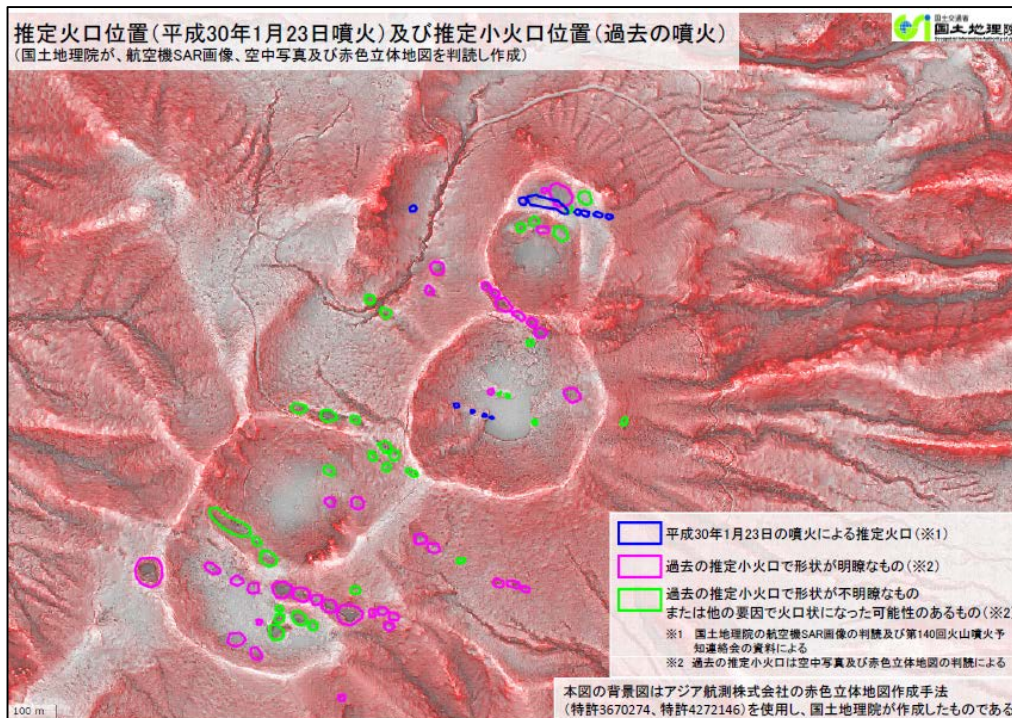 推定火口位置(平成30年1月23日噴火)及び推定小火口位置(過去の噴火)
(国土地理院が、航空機SAR画像、空中写真及び赤色立体地図を判読し作成)
国土交通省
国土地理院
平成30年1月23日の噴火による推定火口(※1)
過去の推定小火口で形状が明瞭なもの(※2)
過去の推定小火口で形状が不明瞭なもの
または他の要因で火口状になった可能性のあるもの(※2)
※1 国土地理院の航空機SAR画像の判読及び第140回火山噴火予
知連絡会の資料による
※2 過去の推定小火口は空中写真及び赤色立体地図の判読による
100 m
本図の背景図はアジア航測株式会社の赤色立体地図作成手法
(特許3670274、特許4272146)を使用し、国土地理院が作成したものである